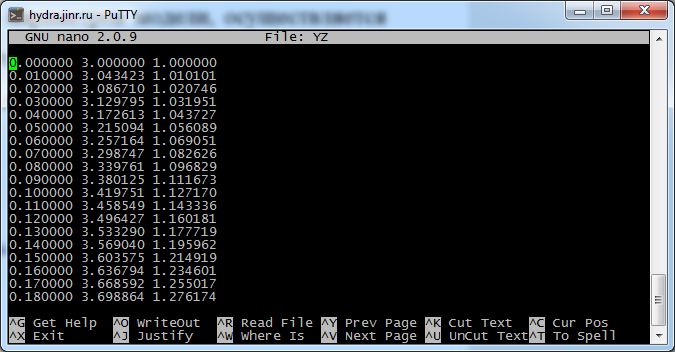 осуществляется
hydra.jinr.ru - PuTTY
GNU nano 2.0.9 File: YZ
0.000000 3.000000 1.000000
0.010000 3.043423 1.010101
0.020000 3.086710 1.020746
0.030000 3.129795 1.031951
0.040000 3.172613 1.043727
0.050000 3.215094 1.056089
0.060000 3.257164 1.069051
0.070000 3.298747 1.082626
0.080000 3.339761 1.096829
0.090000 3.380125 1.111673
0.100000 3.419751 1.127170
0.110000 3.458549 1.143336
0.120000 3.496427 1.160181
0.130000 3.533290 1.177719
0.140000 3.569040 1.195962
0.150000 3.603575 1.214919
0.160000 3.636794 1.234601
0.170000 3.668592 1.255017
0.180000 3.698864 1.276174
^G Get Help ^O WriteOut ^R Read File ^Y Prev Page ^K Cut Text ^C Cur Pos
^X Exit ^J Justify ^W Where Is ^V Next Page ^U UnCut Text ^T To Spell